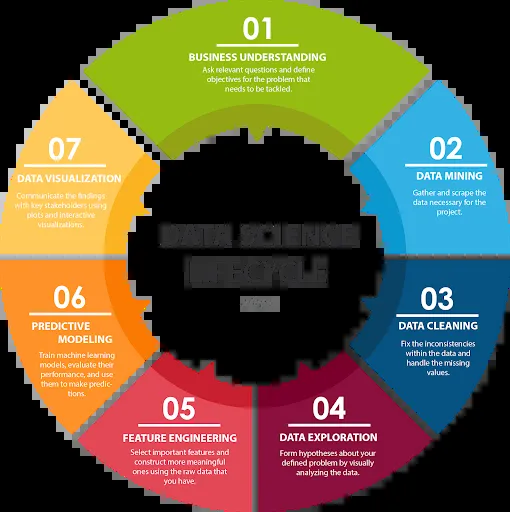 01
BUSINESS UNDERSTANDING
Ask relevant questions and define
objectives for the problem that
needs to be tackled.
02
DATA MINING
Gather and scrape the
data necessary for the
project.
03
DATA CLEANING
Fix the inconsistencies
within the data and
handle the missing
values.
04
DATA EXPLORATION
Form hypotheses about your
defined problem by visually
analyzing the data.
05
FEATURE ENGINEERING
Select important features and
construct more meaningful
ones using the raw data that
you have.
06
PREDICTIVE
MODELING
Train machine learning
models, evaluate their
performance, and use
them to make predic-
tions.
07
DATA VISUALIZATION
Communicate the findings
with key stakeholders using
plots and interactive
visualizations.
DATA SCIENCE
LIFECYCLE